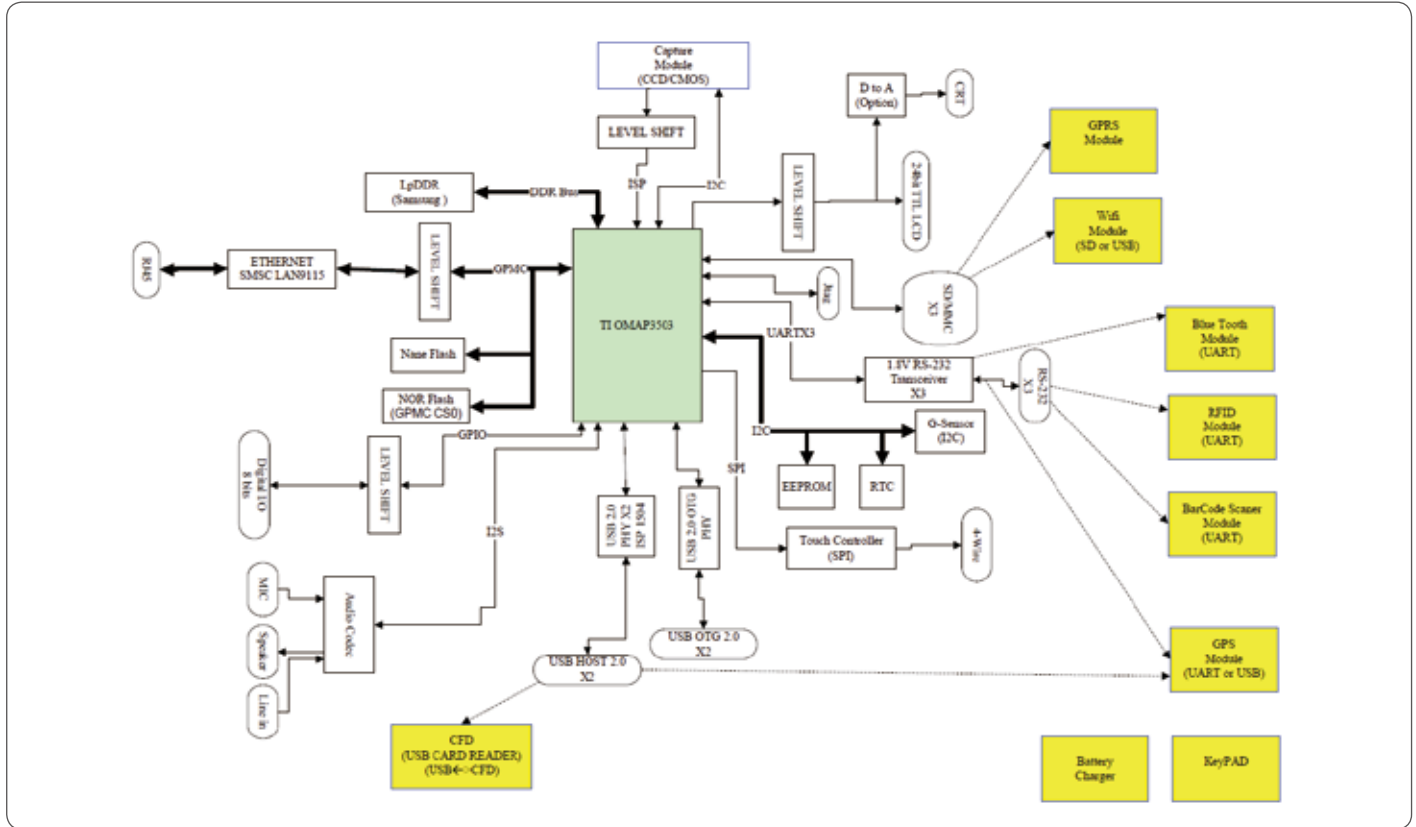 Capture
Module
(CCD/CMOS)
D to A
(Option)
CRT
GPRS
Module
LEVEL SHIFT
ISP
I2C
LEVEL SHIFT
24bit TTL LCD
LpDDR
(Samsung )
DDR Bus
Wifi
Module
(SD or USB)
RJ45
ETHERNET
SMSC LAN9115
LEVEL SHIFT
GPMC
TI OMAP3503
Jtag
SD/MMC
X3
UARTX3
Blue Tooth
Module
(UART)
Nane Flash
1.8V RS-232
Transceiver
X3
RS-232
X3
NOR Flash
(GPMC CS0)
RFID
Module
(UART)
GPIO
I2C
G-Sensor
(I2C)
Digital I/O
8 bits
LEVEL SHIFT
SPI
EEPROM
RTC
I2S
USB 2.0
PHY X2
ISP 1504
USB 2.0 OTG
PHY
BarCode Scaner
Module
(UART)
Touch Controller
(SPI)
4-Wire
MIC
Speaker
Line in
Audio Codec
USB OTG 2.0
X2
USB HOST 2.0
X2
GPS
Module
(UART or USB)
CFD
(USB CARD READER)
(USB<->CFD)
Battery
Charger
KeyPAD